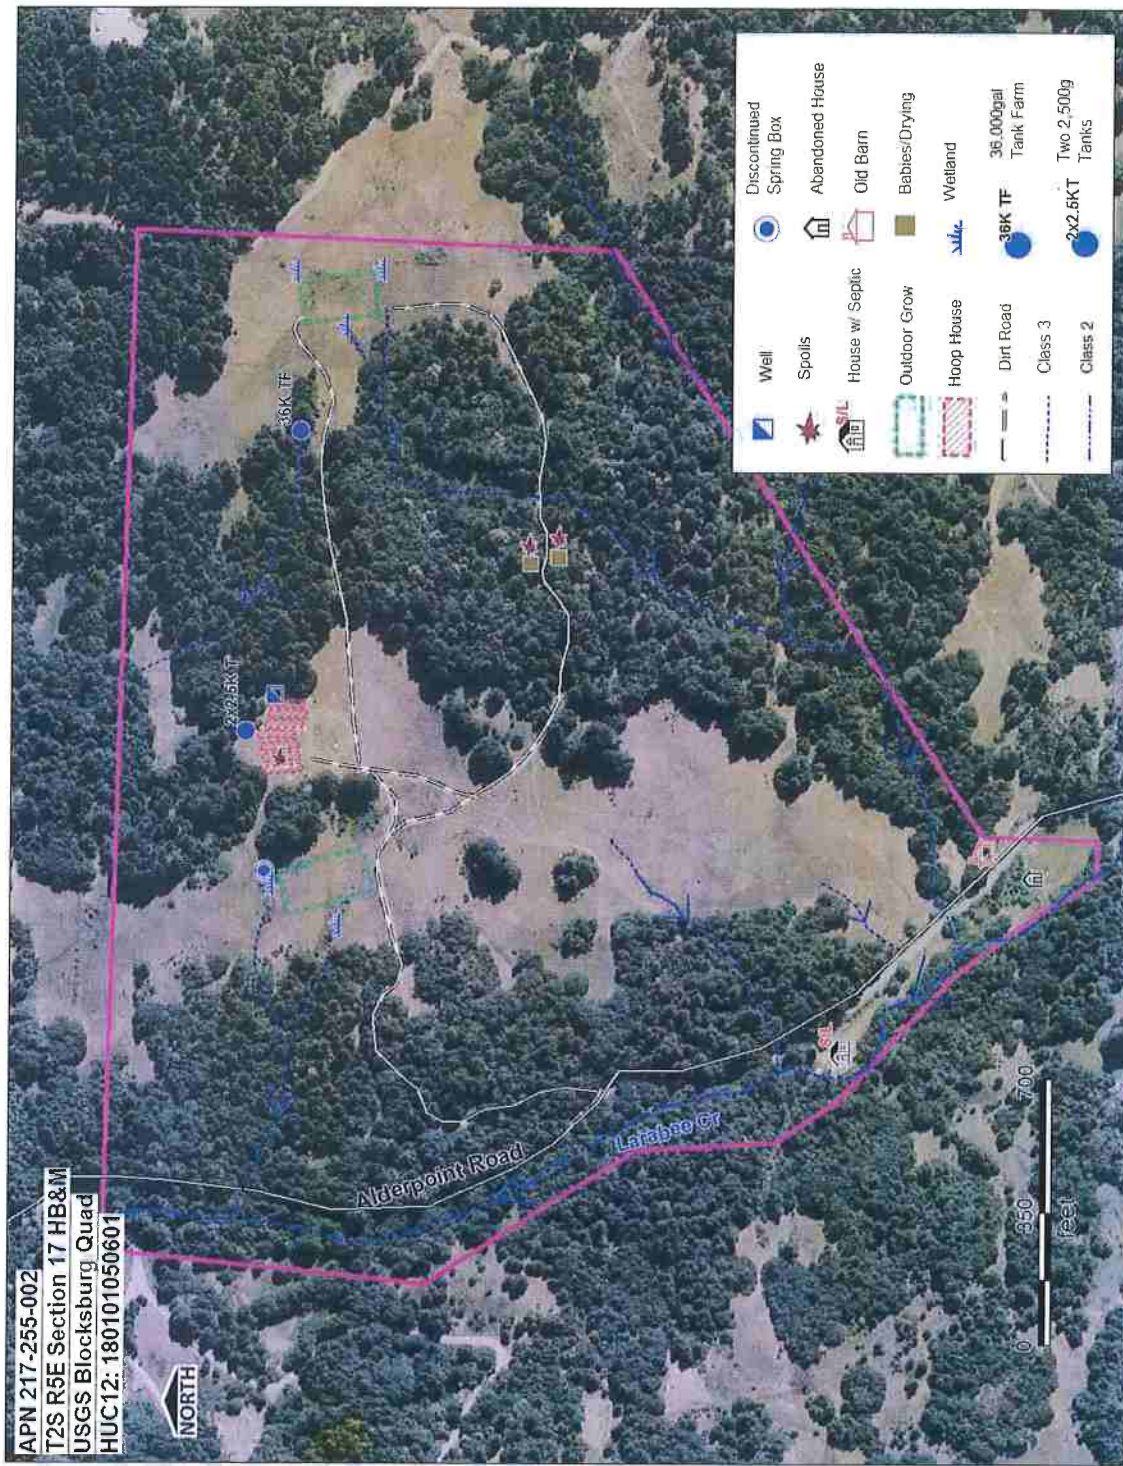 APN 217-255-002
T2S R5E Section 17 HB&M
USGS Blocksburg Quad
HUC12: 180101050601
NORTH
Alderpoint Road
Larabee Cr
S/L
2x2.5K T
36K TF
0 350 700
feet
Well
Spoils
S/L
House w/ Septic
Outdoor Grow
Hoop House
Dirt Road
Class 3
Class 2
Discontinued
Spring Box
Abandoned House
Old Barn
Babies/Drying
Wetland
36K TF
36.000gal
Tank Farm
2x2.5KT
Two 2,500g
Tanks